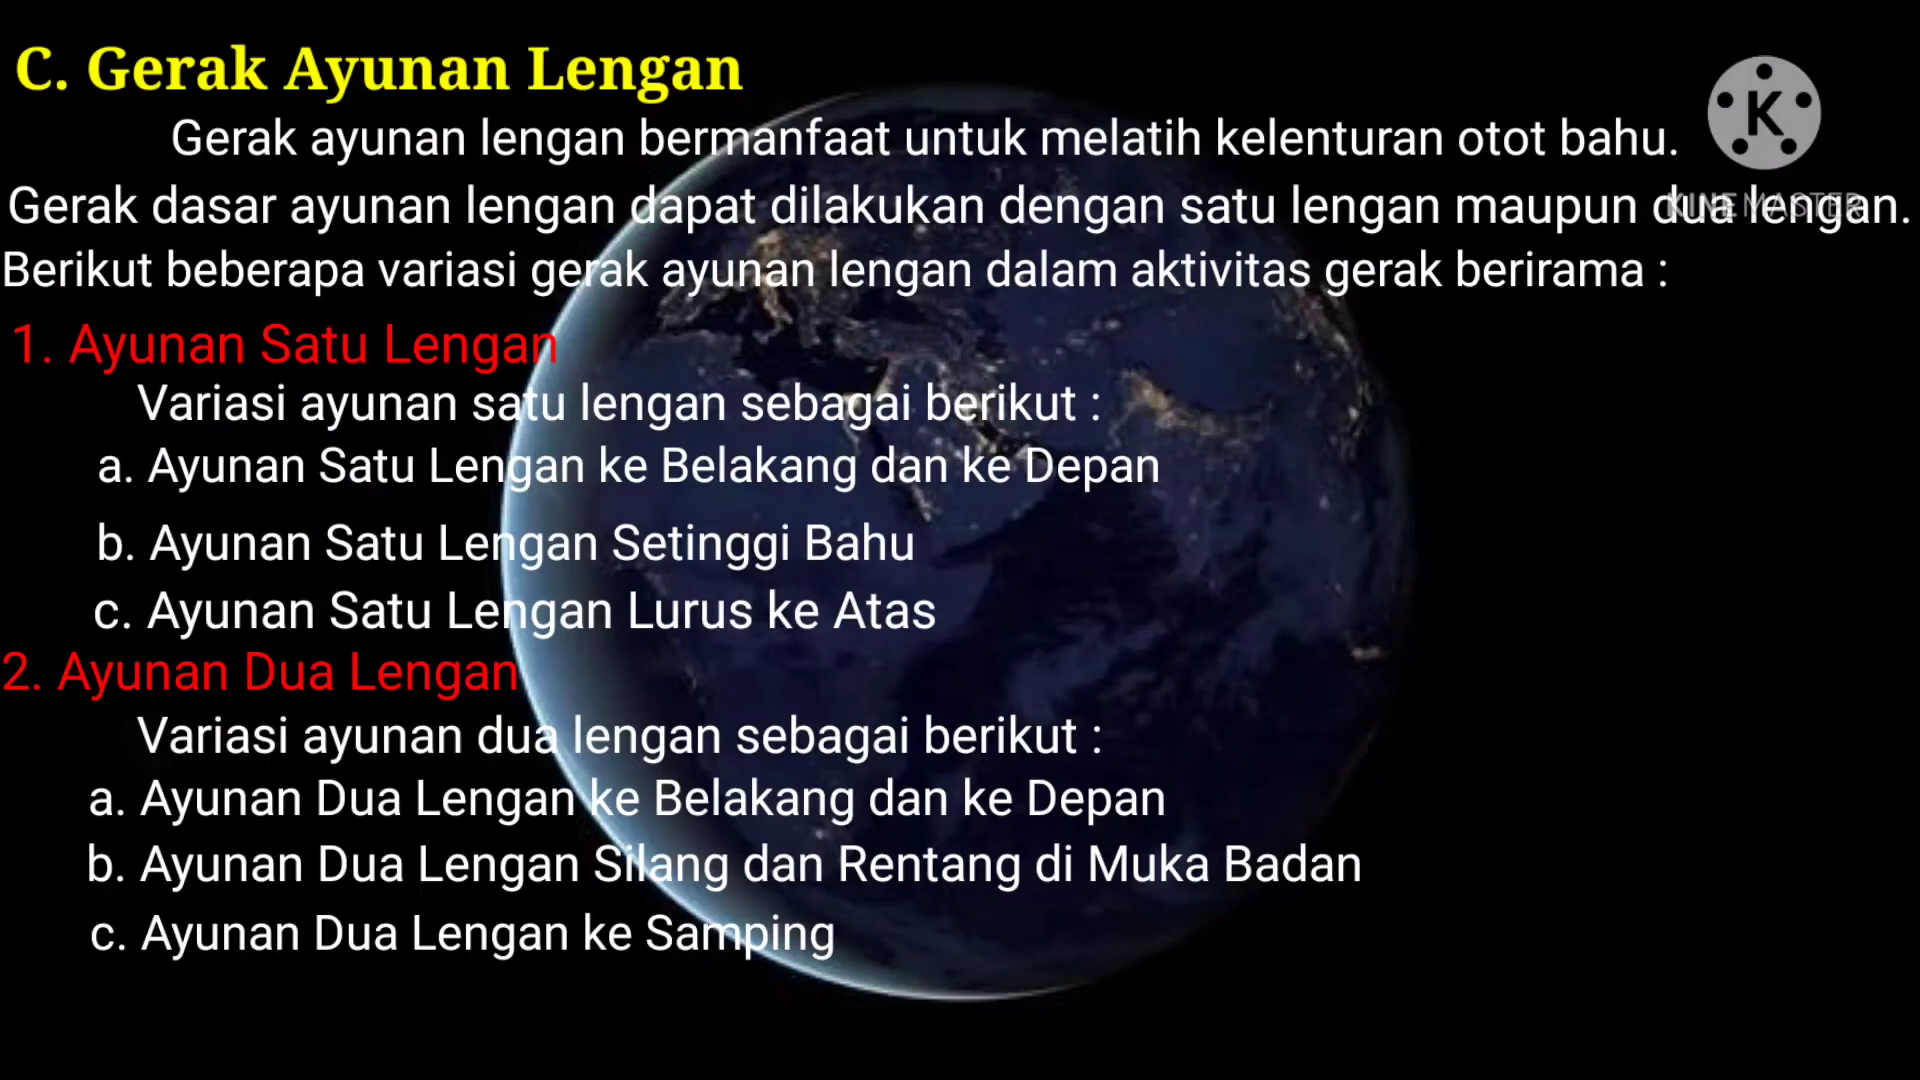 C. Gerak Ayunan Lengan
Gerak ayunan lengan bermanfaat untuk melatih kelenturan otot bahu.
Gerak dasar ayunan lengan dapat dilakukan dengan satu lengan maupun dua lengan.
Berikut beberapa variasi gerak ayunan lengan dalam aktivitas gerak berirama :
1. Ayunan Satu Lengan
Variasi ayunan satu lengan sebagai berikut :
a. Ayunan Satu Lengan ke Belakang dan ke Depan
b. Ayunan Satu Lengan Setinggi Bahu
c. Ayunan Satu Lengan Lurus ke Atas
2. Ayunan Dua Lengan
Variasi ayunan dua lengan sebagai berikut :
a. Ayunan Dua Lengan ke Belakang dan ke Depan
b. Ayunan Dua Lengan Silang dan Rentang di Muka Badan
c. Ayunan Dua Lengan ke Samping
K
KINEMASTER